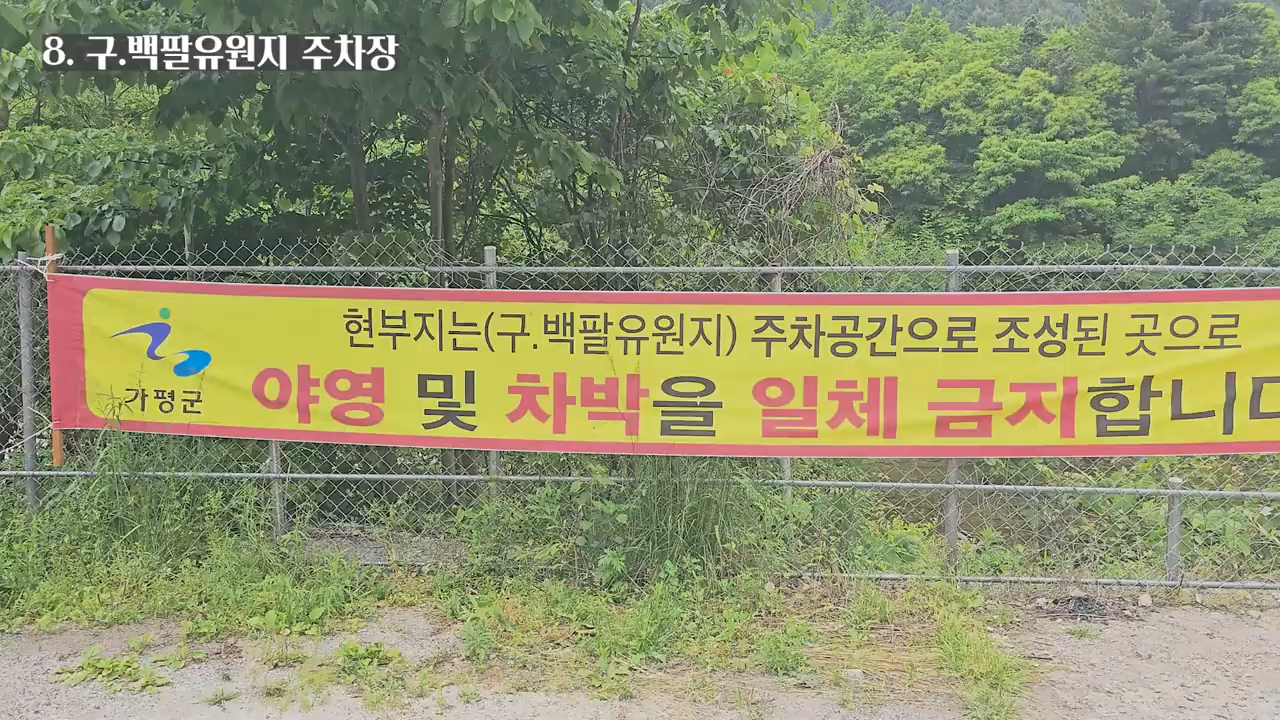 8. 구.백팔유원지 주차장
현부지는(구.백팔유원지) 주차공간으로 조성된 곳으로
가평군
야영 및 차박을 일체 금지합니다